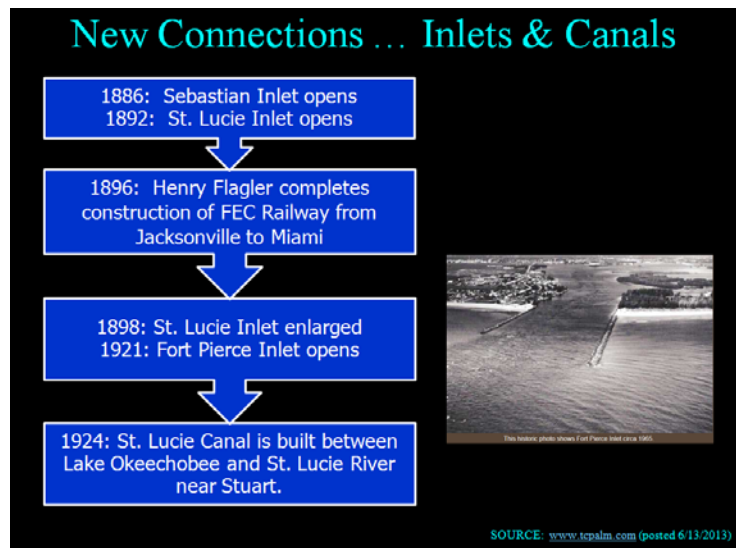 New Connections … Inlets & Canals
1886: Sebastian Inlet opens
1892: St. Lucie Inlet opens
1896: Henry Flagler completes
construction of FEC Railway from
Jacksonville to Miami
1898: St. Lucie Inlet enlarged
1921: Fort Pierce Inlet opens
1924: St. Lucie Canal is built between
Lake Okeechobee and St. Lucie River
near Stuart.
This historic photo shows Fort Pierce Inlet circa 1965.
SOURCE: www.tcpalm.com (posted 6/13/2013)